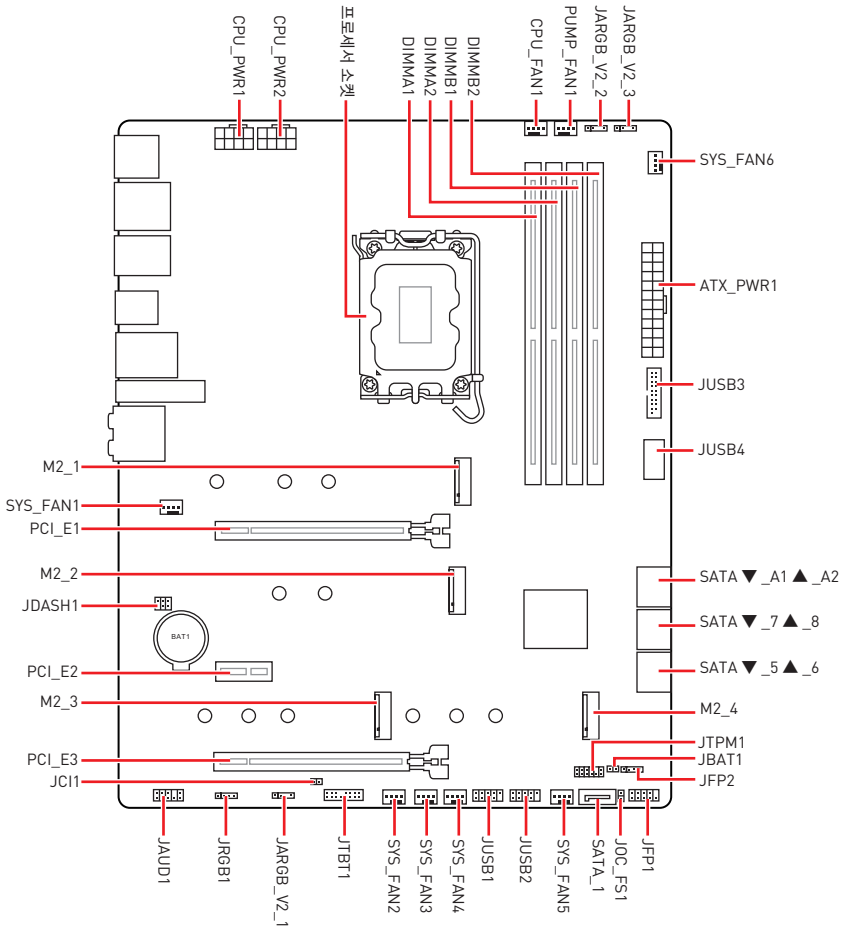 CPU_PWR1
CPU_PWR2
프로세서 소켓
DIMMA1
DIMMA2
DIMMB1
DIMMB2
CPU_FAN1
PUMP_FAN1
JARGB_V2_2
JARGB_V2_3
SYS_FAN6
ATX_PWR1
JUSB3
JUSB4
M2_1
SYS_FAN1
PCI_E1
M2_2
JDASH1
BAT1
SATA ▼ _A1 ▲ _A2
SATA ▼ _7 ▲ _8
SATA ▼ _5 ▲ _6
PCI_E2
M2_3
M2_4
PCI_E3
JCI1
JTPM1
JBAT1
JFP2
JAUD1
JRGB1
JARGB_V2_1
JTBT1
SYS_FAN2
SYS_FAN3
SYS_FAN4
JUSB1
JUSB2
SYS_FAN5
SATA_1
JOC_FS1
JFP1